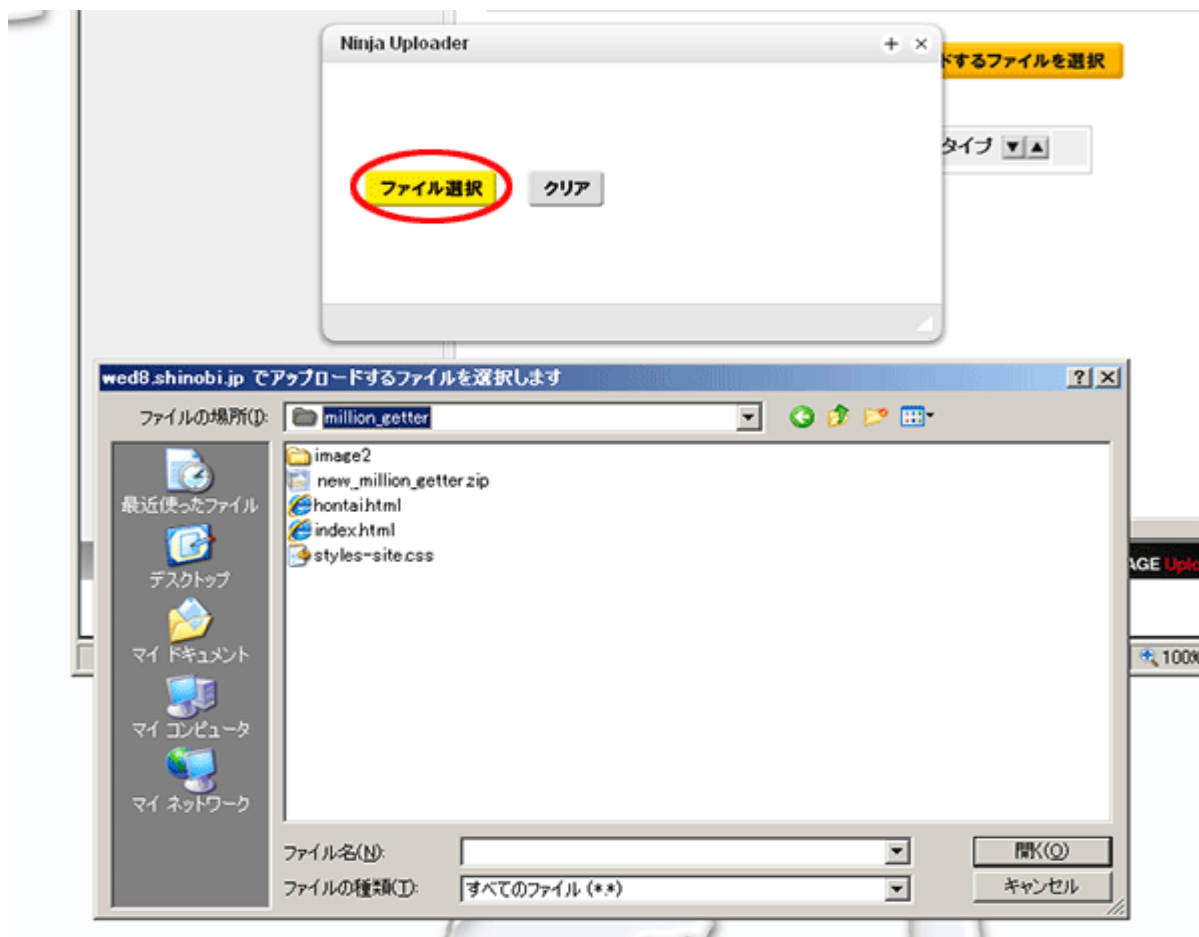 Ninja Uploader
ドするファイルを選択
タイプ ▼▲
ファイル選択 クリア
wed8.shinobi.jp でアップロードするファイルを選択します
ファイルの場所(I): million_getter
image2
new_million_getter.zip
hontai.html
index.html
styles-site.css
最近使ったファイル
デスクトップ
マイ ドキュメント
マイ コンピュータ
マイ ネットワーク
AGE Uplo
100%
ファイル名(N): 開く(O)
ファイルの種類(T): すべてのファイル (*.*) キャンセル